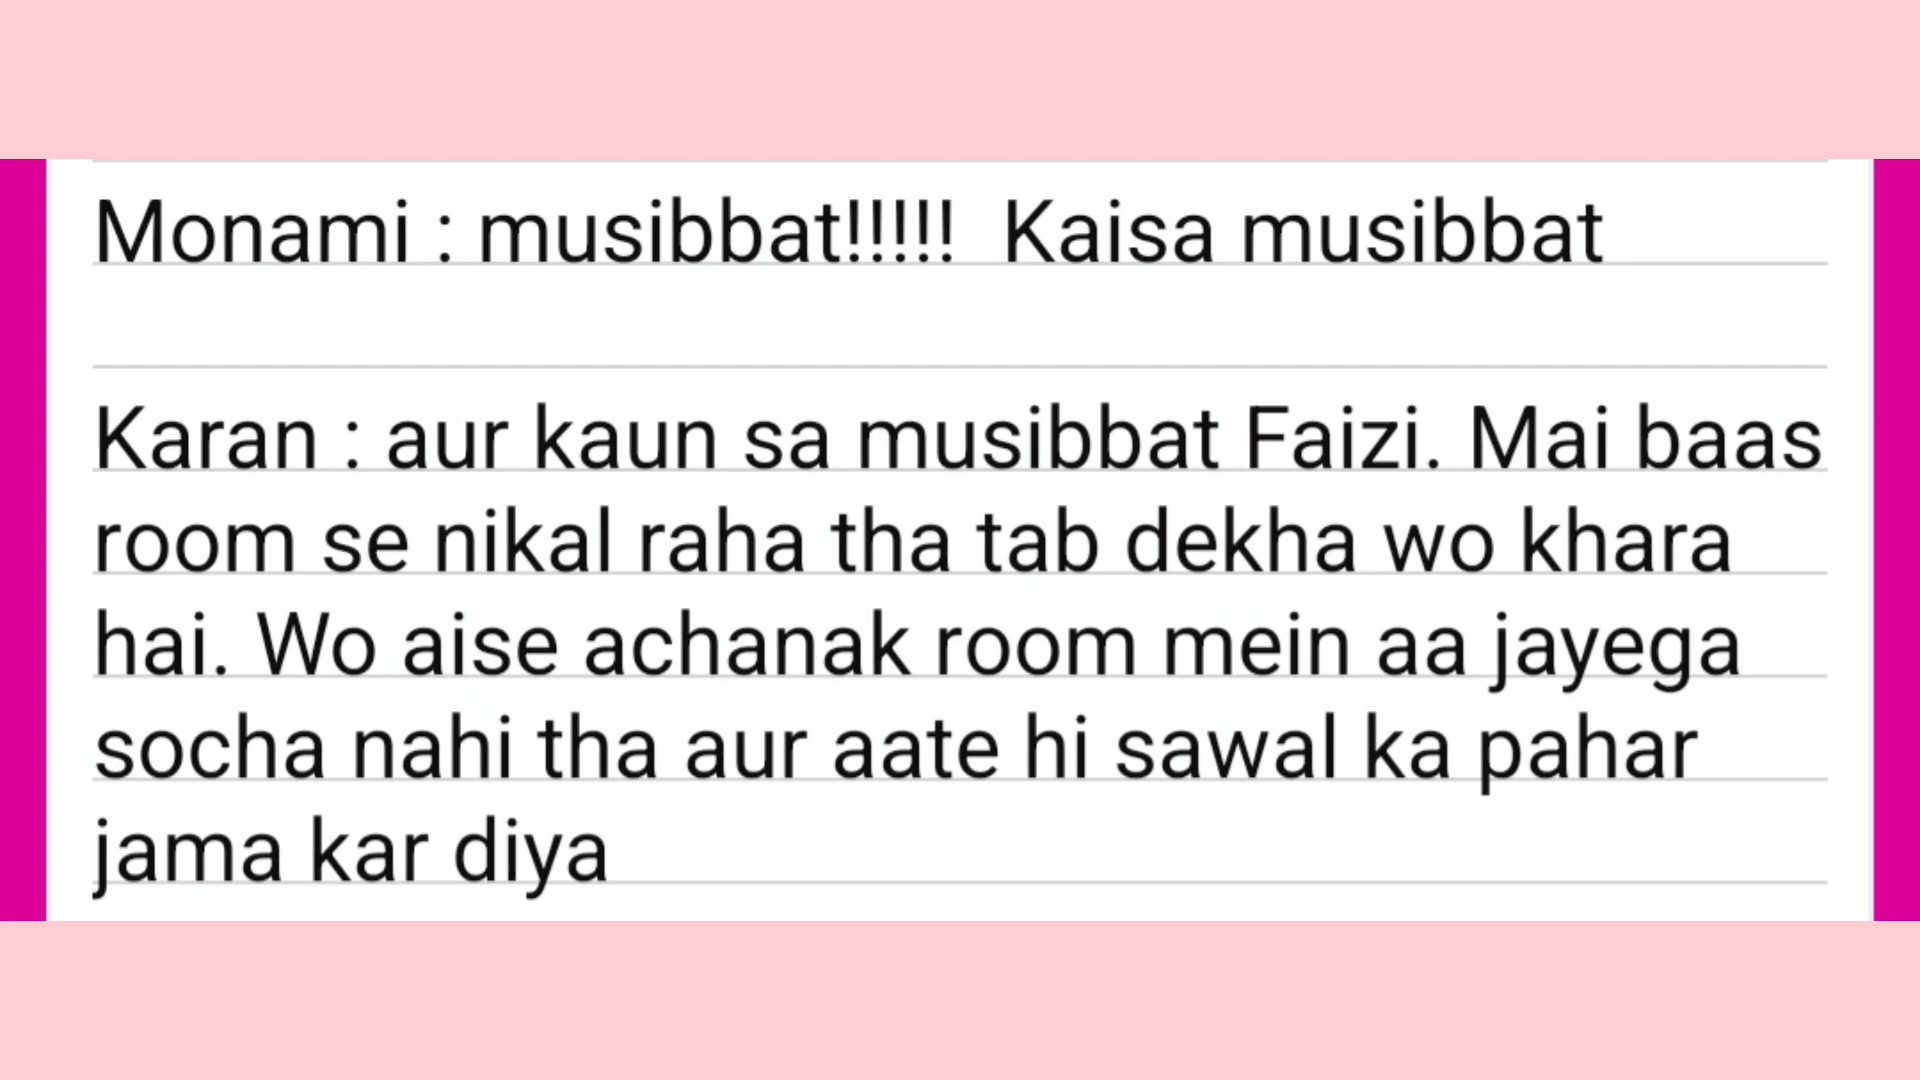 Monami : musibbat!!!!!  Kaisa musibbat
Karan : aur kaun sa musibbat Faizi. Mai baas
room se nikal raha tha tab dekha wo khara
hai. Wo aise achanak room mein aa jayega
socha nahi tha aur aate hi sawal ka pahar
jama kar diya